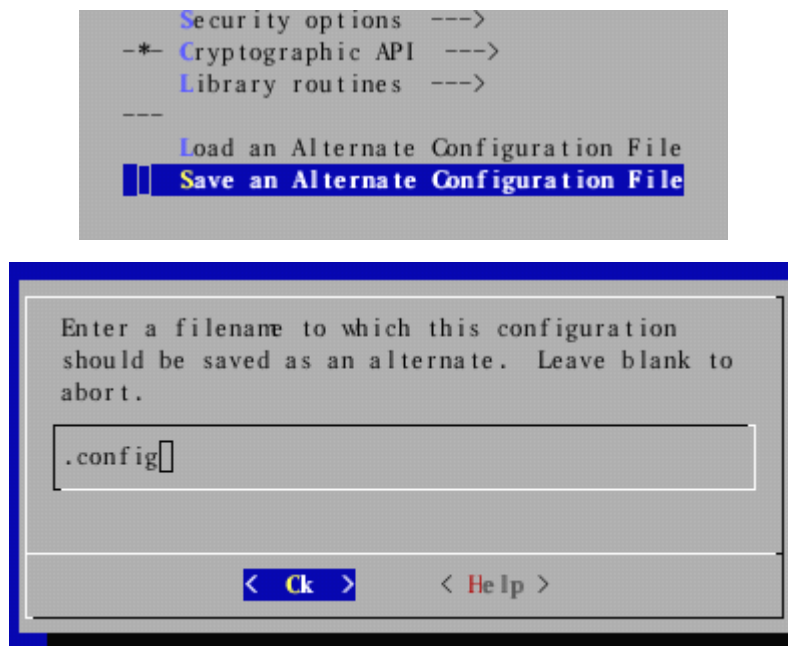 Security options --->
-*- Cryptographic API --->
Library routines --->
---
Load an Alternate Configuration File
Save an Alternate Configuration File
Enter a filename to which this configuration
should be saved as an alternate. Leave blank to
abort.
.config
< Ok >	< Help >